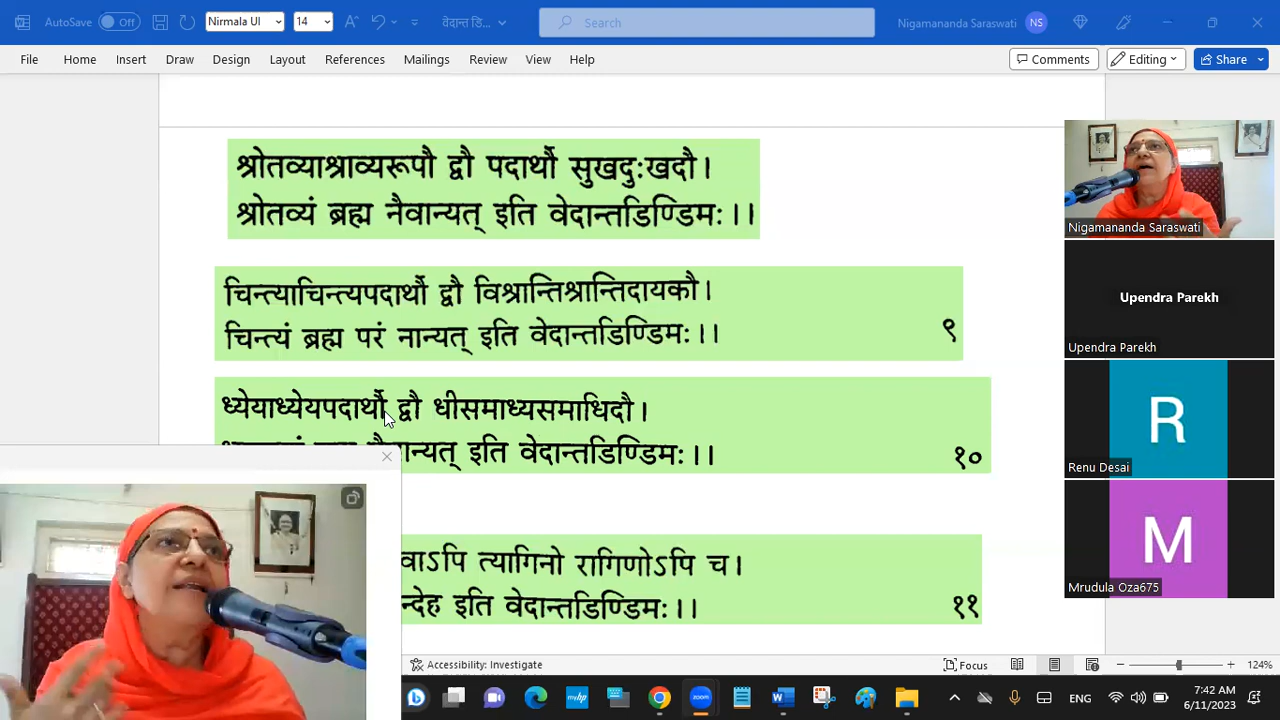 AutoSave Off
Nirmala UI
14
वेदान्त डि...
Search
Nigamananda Saraswati NS
File Home Insert Draw Design Layout References Mailings Review View Help
Comments Editing Share
श्रोतव्याश्राव्यरूपौ द्वौ पदार्थौ सुखदुःखदौ।
श्रोतव्यं ब्रह्म नैवान्यत् इति वेदान्तडिण्डिमः।।
चिन्त्याचिन्त्यपदार्थौ द्वौ विश्रान्तिश्रान्तिदायकौ।
चिन्त्यं ब्रह्म परं नान्यत् इति वेदान्तडिण्डिमः।। ९
ध्येयाध्येयपदार्थौ द्वौ धीसमाध्यसमाधिदौ।
इति वेदान्तडिण्डिमः।। १०
वाऽपि त्यागिनो रागिणोऽपि च।
न्देह इति वेदान्तडिण्डिमः।। ११
Nigamananda Saraswati
Upendra Parekh
Upendra Parekh
R
Renu Desai
M
Mrudula Oza675
Accessibility: Investigate
Focus
124%
ENG
7:42 AM
6/11/2023